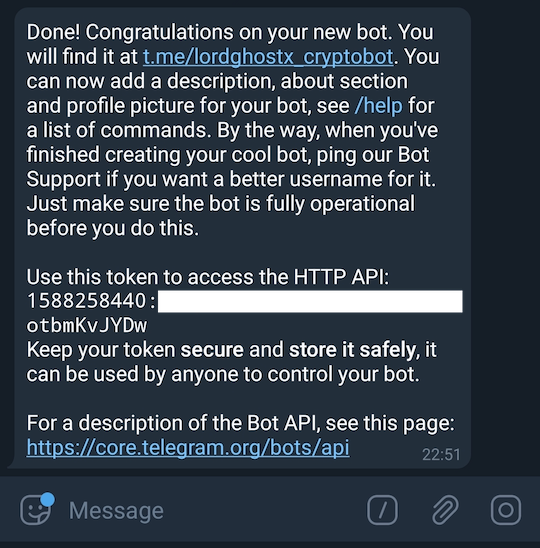 Done! Congratulations on your new bot. You
will find it at t.me/lordghostx_cryptobot. You
can now add a description, about section
and profile picture for your bot, see /help for
a list of commands. By the way, when you've
finished creating your cool bot, ping our Bot
Support if you want a better username for it.
Just make sure the bot is fully operational
before you do this.
Use this token to access the HTTP API:
1588258440:
otbmKvJYDw
Keep your token secure and store it safely, it
can be used by anyone to control your bot.
For a description of the Bot API, see this page:
https://core.telegram.org/bots/api
22:51
Message